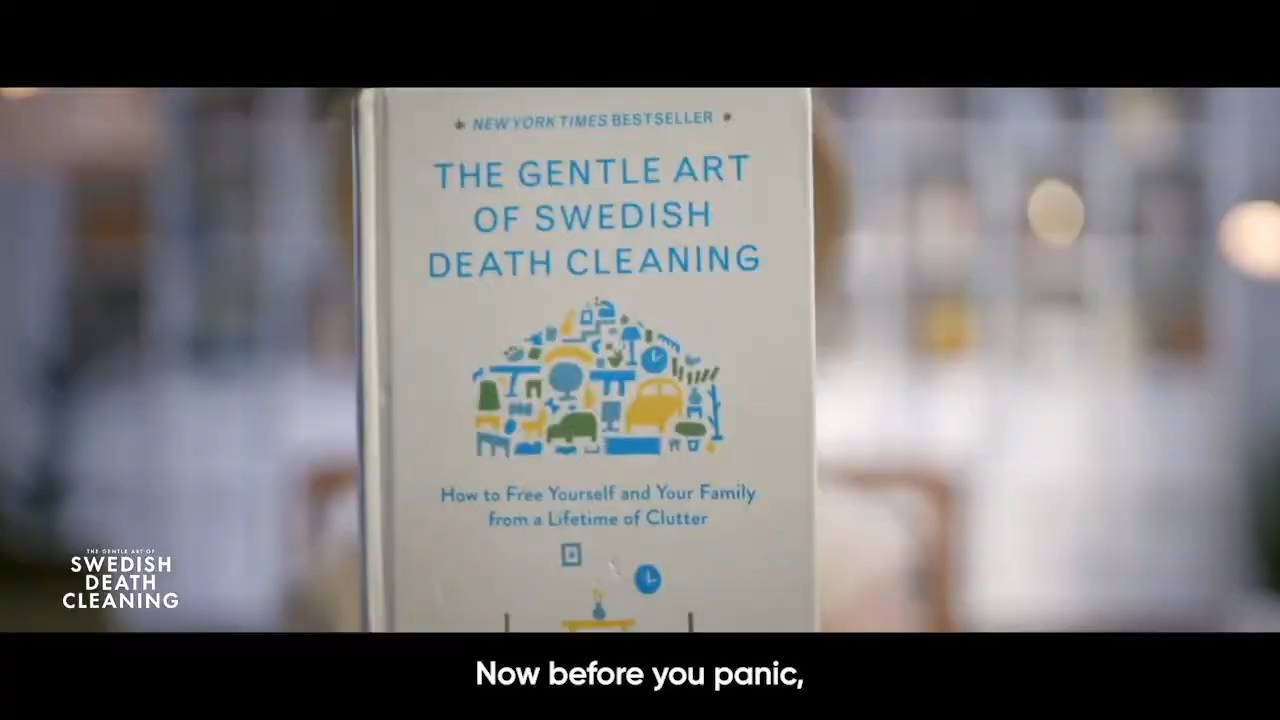 NEW YORK TIMES BESTSELLER
THE GENTLE ART
OF SWEDISH
DEATH CLEANING
How to Free Yourself and Your Family
from a Lifetime of Clutter
THE GENTLE ART OF
SWEDISH
DEATH
CLEANING
Now before you panic,